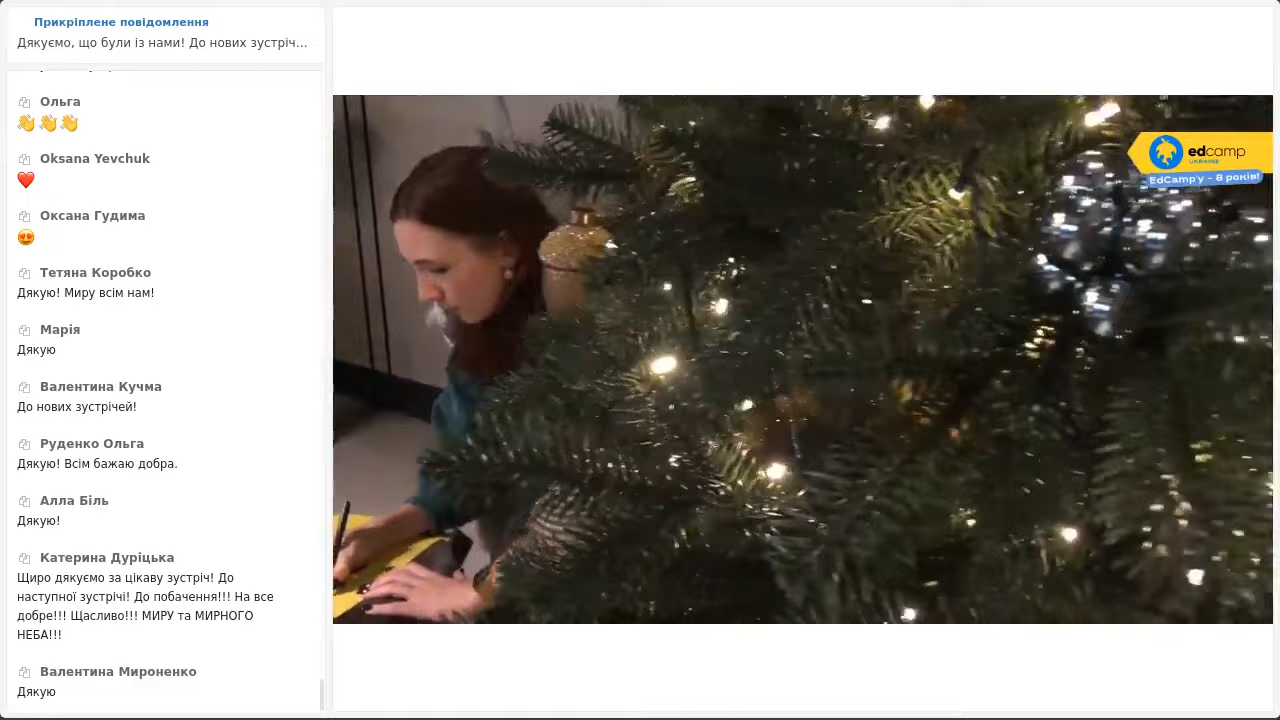 Прикріплене повідомлення
Дякуємо, що були із нами! До нових зустріч...
Ольга
Oksana Yevchuk
Оксана Гудима
Тетяна Коробко
Дякую! Миру всім нам!
Марія
Дякую
Валентина Кучма
До нових зустрічей!
Руденко Ольга
Дякую! Всім бажаю добра.
Алла Біль
Дякую!
Катерина Дуріцька
Щиро дякуємо за цікаву зустріч! До
наступної зустрічі! До побачення!!! На все
добре!!! Щасливо!!! МИРУ та МИРНОГО
НЕБА!!!
Валентина Мироненко
Дякую
edcamp
UKRAINE
EdCamp'у – 8 років!